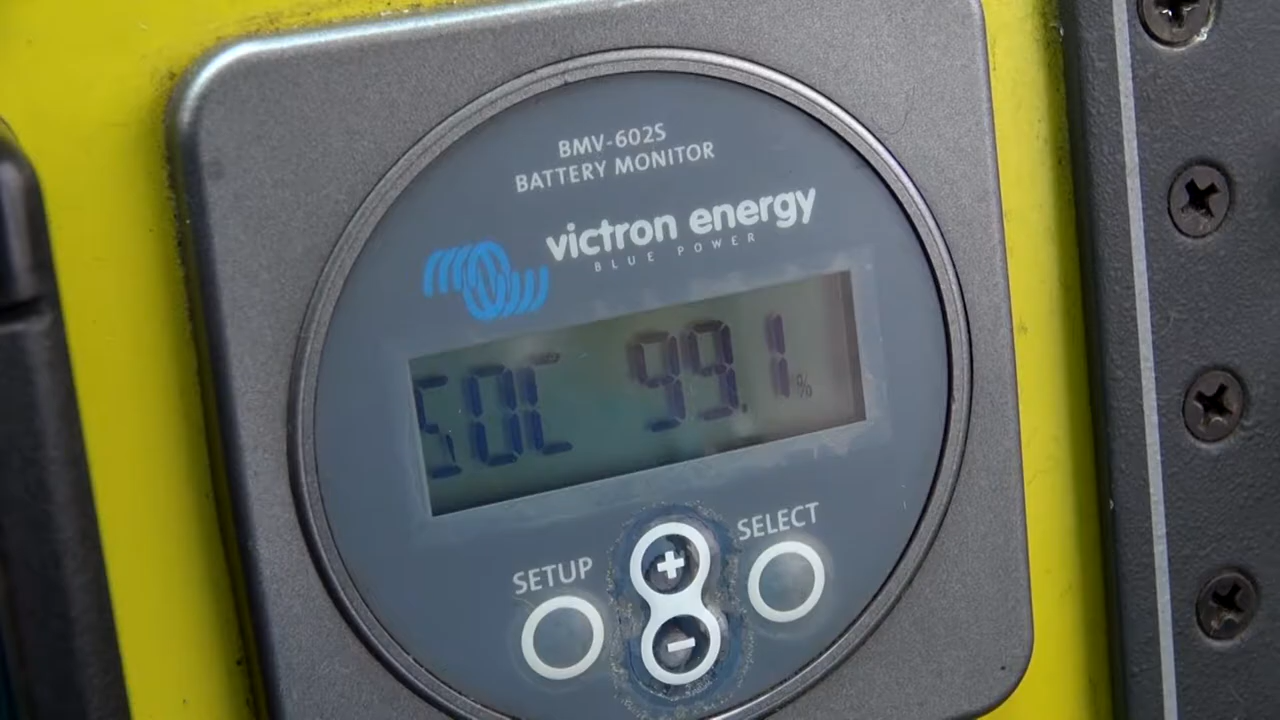 BMV-602S
BATTERY MONITOR
victron energy
BLUE POWER
SOC 99.1%
SETUP
+
SELECT
-